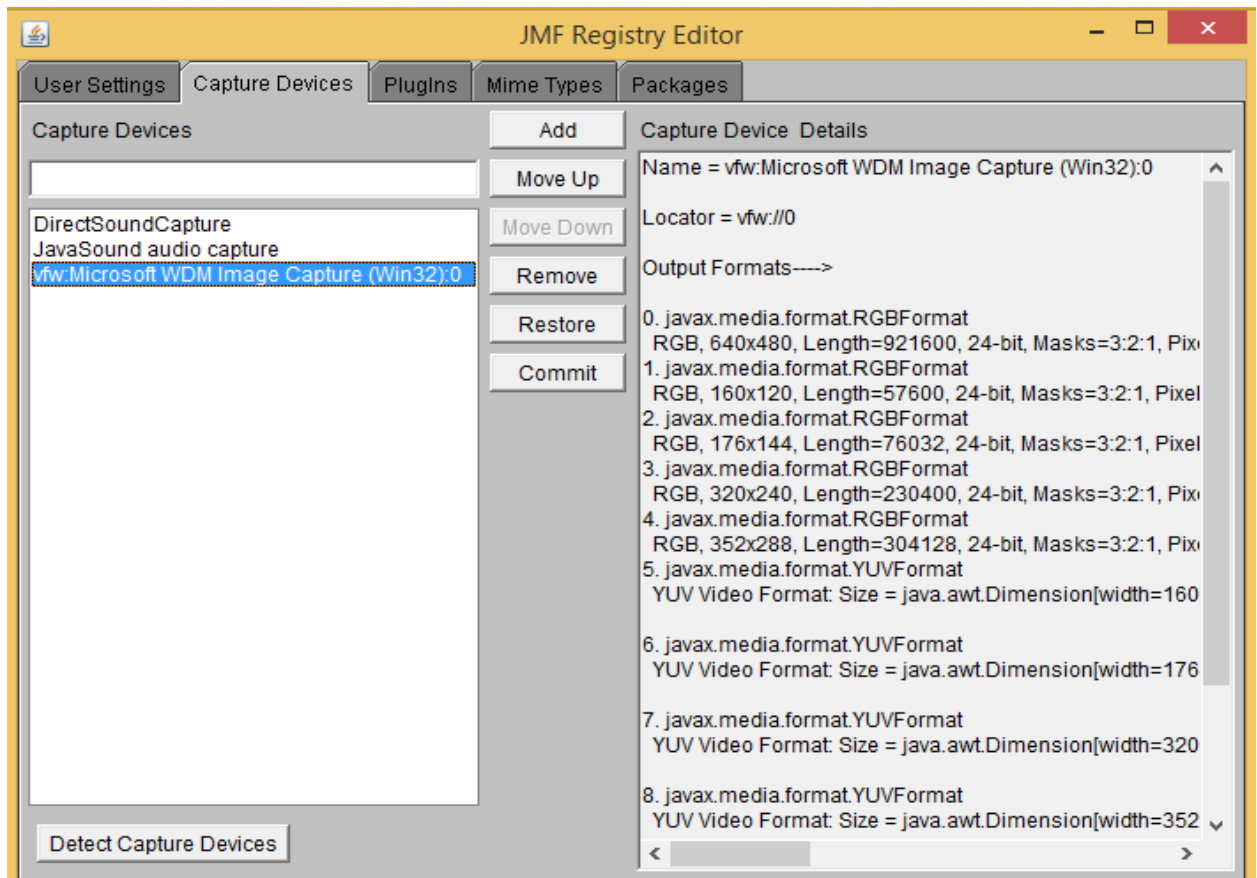 JMF Registry Editor
User Settings
Capture Devices
PlugIns
Mime Types
Packages
Capture Devices
DirectSoundCapture
JavaSound audio capture
vfw:Microsoft WDM Image Capture (Win32):0
Detect Capture Devices
Add
Move Up
Move Down
Remove
Restore
Commit
Capture Device Details
Name = vfw:Microsoft WDM Image Capture (Win32):0
Locator = vfw://0
Output Formats---->
0. javax.media.format.RGBFormat
RGB, 640x480, Length=921600, 24-bit, Masks=3:2:1, Pix
1. javax.media.format.RGBFormat
RGB, 160x120, Length=57600, 24-bit, Masks=3:2:1, Pixel
2. javax.media.format.RGBFormat
RGB, 176x144, Length=76032, 24-bit, Masks=3:2:1, Pixel
3. javax.media.format.RGBFormat
RGB, 320x240, Length=230400, 24-bit, Masks=3:2:1, Pix
4. javax.media.format.RGBFormat
RGB, 352x288, Length=304128, 24-bit, Masks=3:2:1, Pix
5. javax.media.format.YUVFormat
YUV Video Format: Size = java.awt.Dimension[width=160
6. javax.media.format.YUVFormat
YUV Video Format: Size = java.awt.Dimension[width=176
7. javax.media.format.YUVFormat
YUV Video Format: Size = java.awt.Dimension[width=320
8. javax.media.format.YUVFormat
YUV Video Format: Size = java.awt.Dimension[width=352